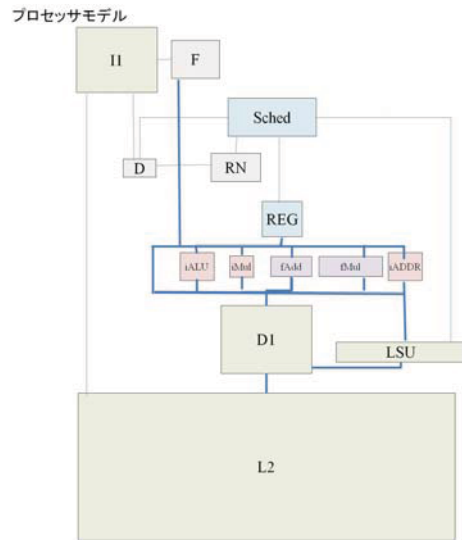 プロセッサモデル
I1
F
Sched
D
RN
REG
iALU
iMul
fAdd
fMul
iADDR
D1
LSU
L2